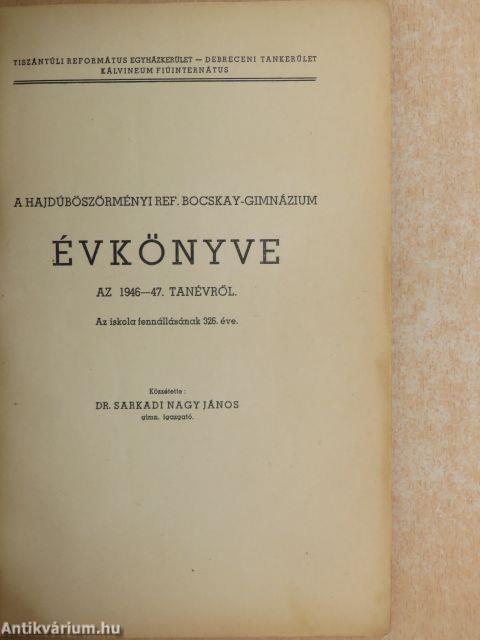 TISZÁNTÚLI REFORMÁTUS EGYHÁZKERÜLET — DEBRECENI TANKERÜLET
KÁLVINEUM FIÚINTERNÁTUS
A HAJDÚBÖSZÖRMÉNYI REF. BOCSKAY-GIMNÁZIUM
ÉVKÖNYVE
AZ 1946—47. TANÉVRŐL.
Az iskola fennállásának 326. éve.
Közzétette:
DR. SARKADI NAGY JÁNOS
gimn. igazgató.
Antikvárium.hu